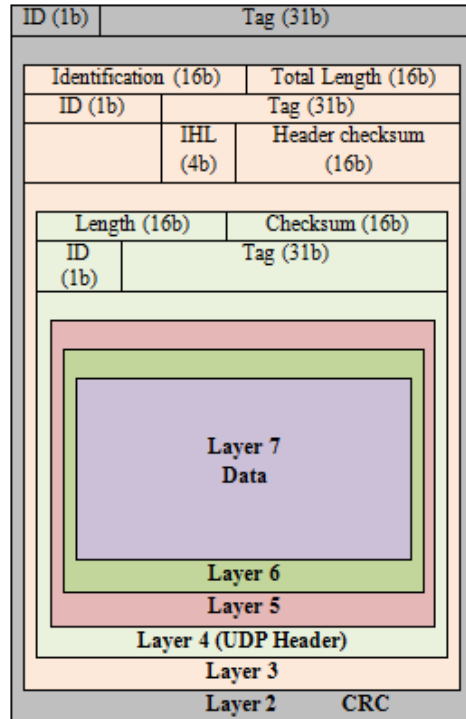 ID (1b) Tag (31b)
Identification (16b) Total Length (16b)
ID (1b) Tag (31b)
IHL Header checksum
(4b) (16b)
Length (16b) Checksum (16b)
ID Tag (31b)
(1b)
Layer 7
Data
Layer 6
Layer 5
Layer 4 (UDP Header)
Layer 3
Layer 2 CRC